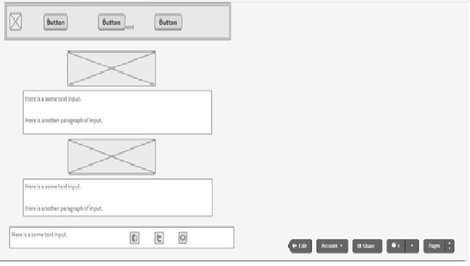 Button Button Button
Here is a some text input.
Here is another paragraph of input.
Here is a some text input.
Here is another paragraph of input.
Here is a some text input.
Edit Account Share 1 Pages